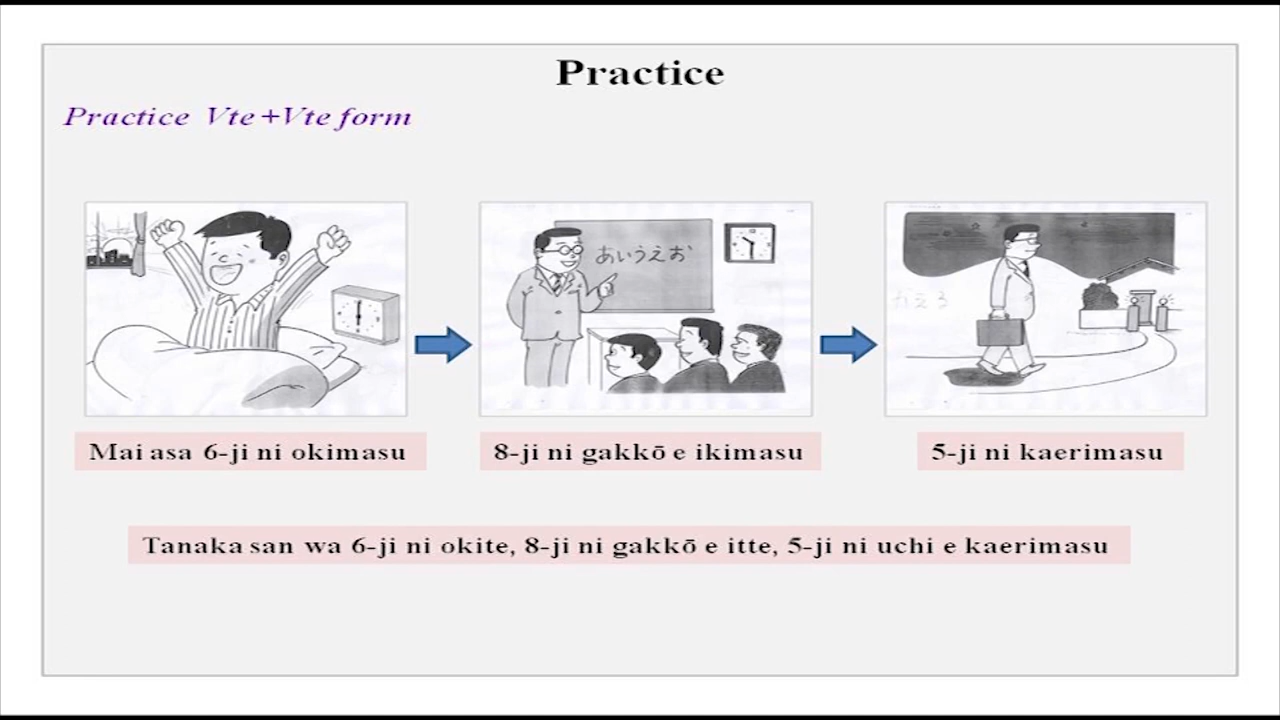 Practice
Practice Vte+Vte form
あいうえお
かえる
Mai asa 6-ji ni okimasu
8-ji ni gakkō e ikimasu
5-ji ni kaerimasu
Tanaka san wa 6-ji ni okite, 8-ji ni gakkō e itte, 5-ji ni uchi e kaerimasu